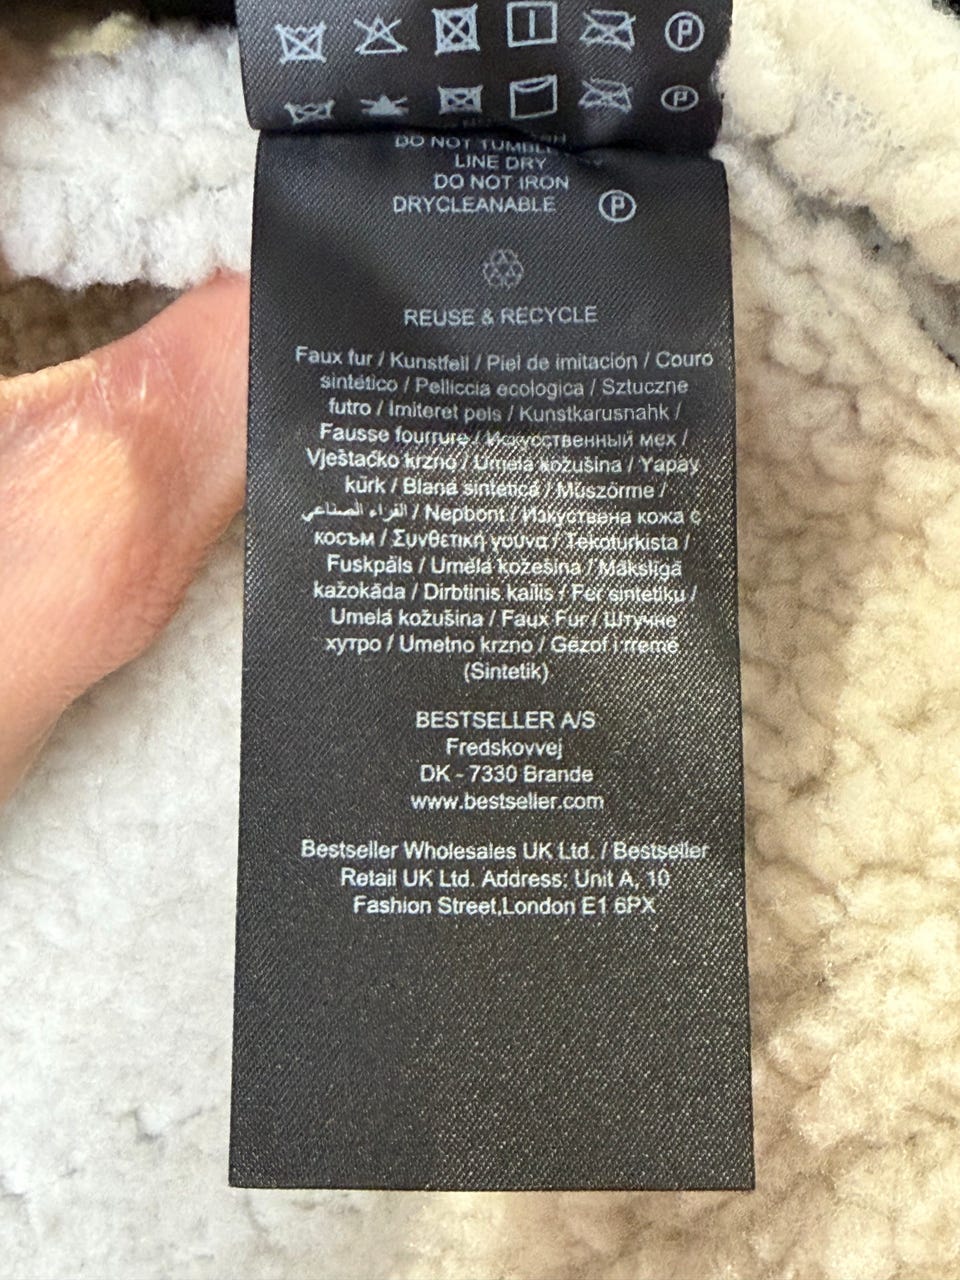 DO NOT
LINE DRY
DO NOT IRON
DRYCLEANABLE P
REUSE & RECYCLE
Faux fur / Kunstfell / Piel de imitación / Couro
sintético / Pelliccia ecologica / Sztuczne
futro / Imiteret pels / Kunstkarusnahk /
Fausse fourrure / Искусственный мех /
Vještačko krzno / Umelá kožušina / Yapay
kürk / Blană sintetică / Műszőrme /
الفراء الصناعي / Nepbont / Изкуствена кожа с
косъм / Συνθετική γούνα / Tekoturkista /
Fuskpäls / Umělá kožešina / Mākslīgā
kažokāda / Dirbtinis kailis / Fer sintetiku /
Umelá kožušina / Faux Fur / Штучне
хутро / Umetno krzno / Gëzof i rremë
(Sintetik)
BESTSELLER A/S
Fredskovvej
DK - 7330 Brande
www.bestseller.com
Bestseller Wholesales UK Ltd. / Bestseller
Retail UK Ltd. Address: Unit A, 10
Fashion Street,London E1 6PX